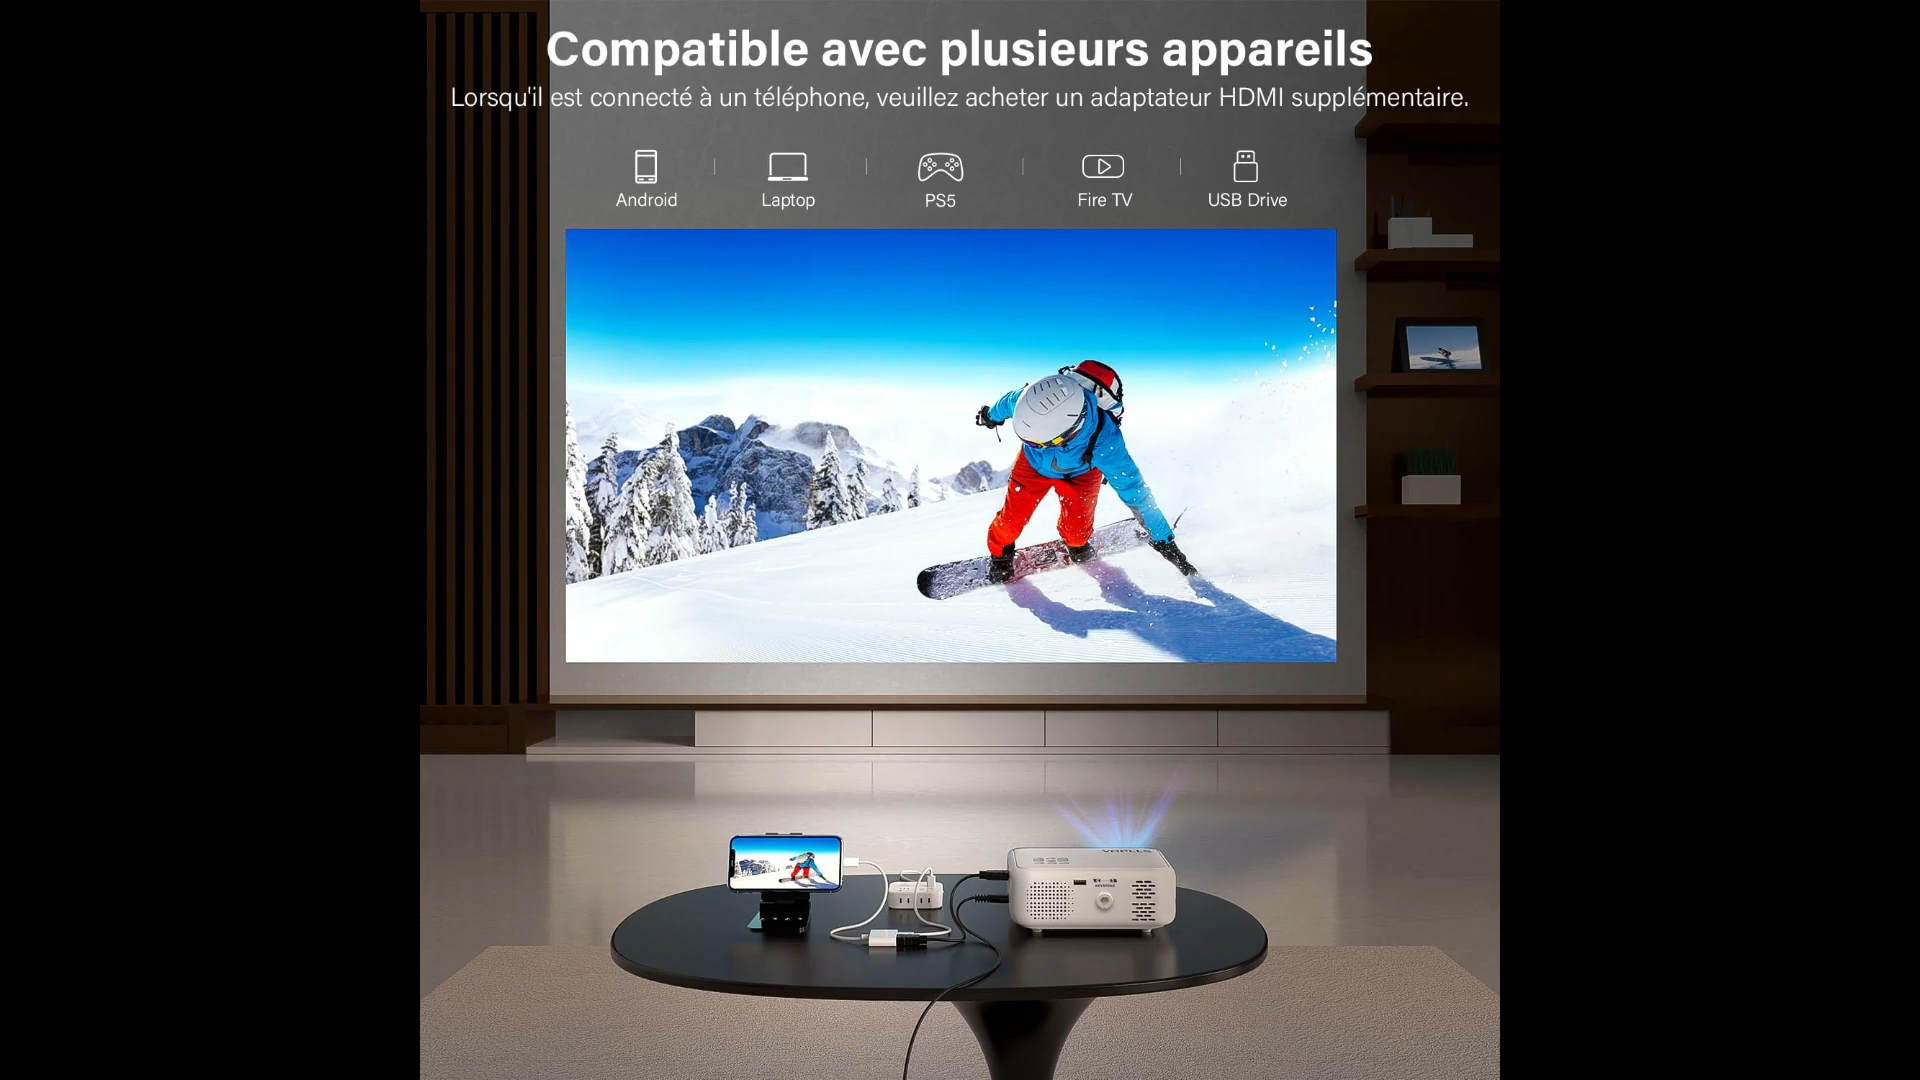 Compatible avec plusieurs appareils
Lorsqu'il est connecté à un téléphone, veuillez acheter un adaptateur HDMI supplémentaire.
Android
Laptop
PS5
Fire TV
USB Drive
VOPLLS